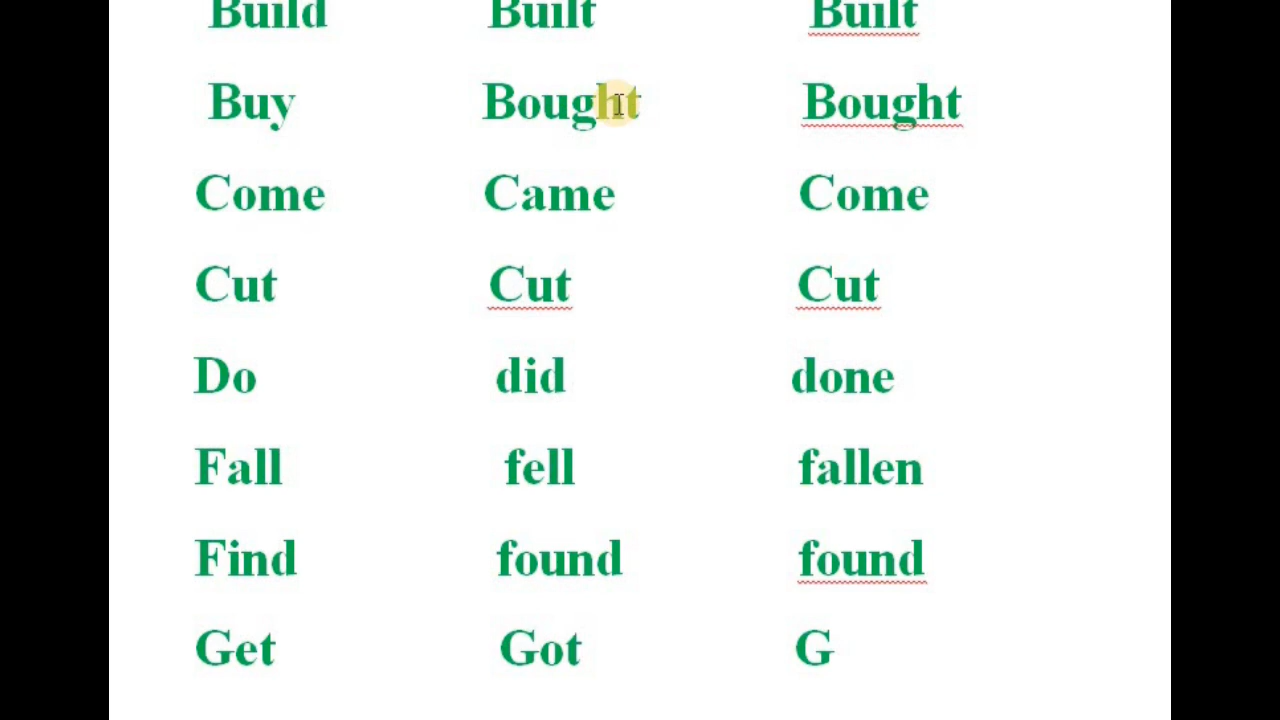 Build Built Built
Buy Bought Bought
Come Came Come
Cut Cut Cut
Do did done
Fall fell fallen
Find found found
Get Got G